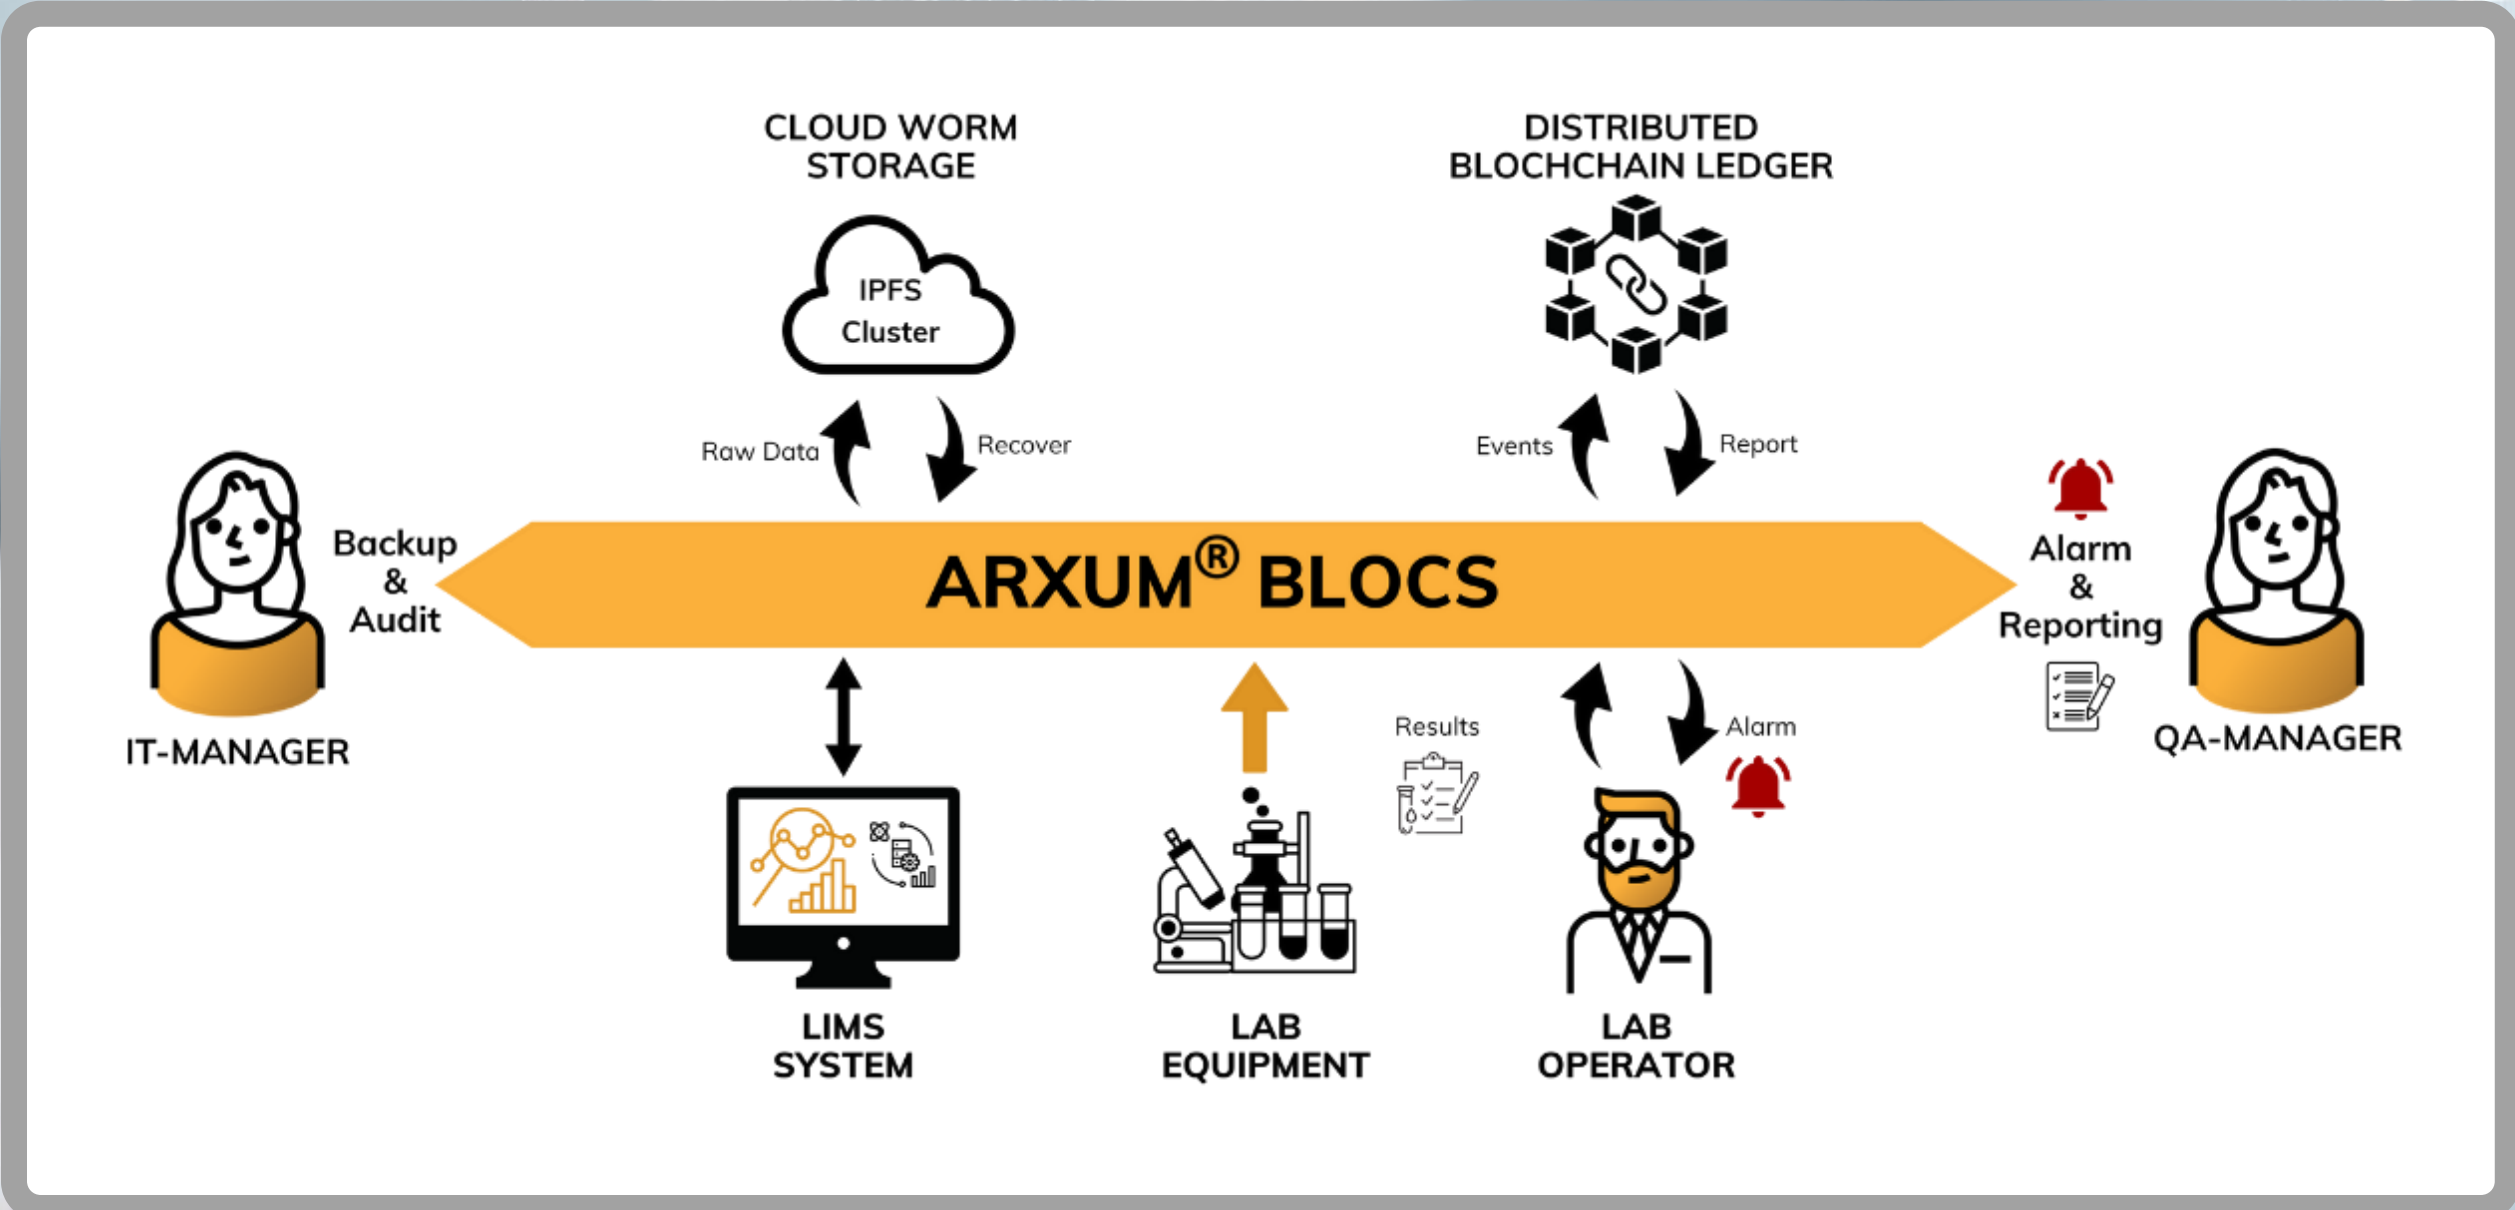 CLOUD WORM
STORAGE
DISTRIBUTED
BLOCHCHAIN LEDGER
IPFS
Cluster
Raw Data
Recover
Events
Report
Backup
&
Audit
ARXUM® BLOCS
Alarm
&
Reporting
IT-MANAGER
QA-MANAGER
Results
Alarm
LIMS
SYSTEM
LAB
EQUIPMENT
LAB
OPERATOR